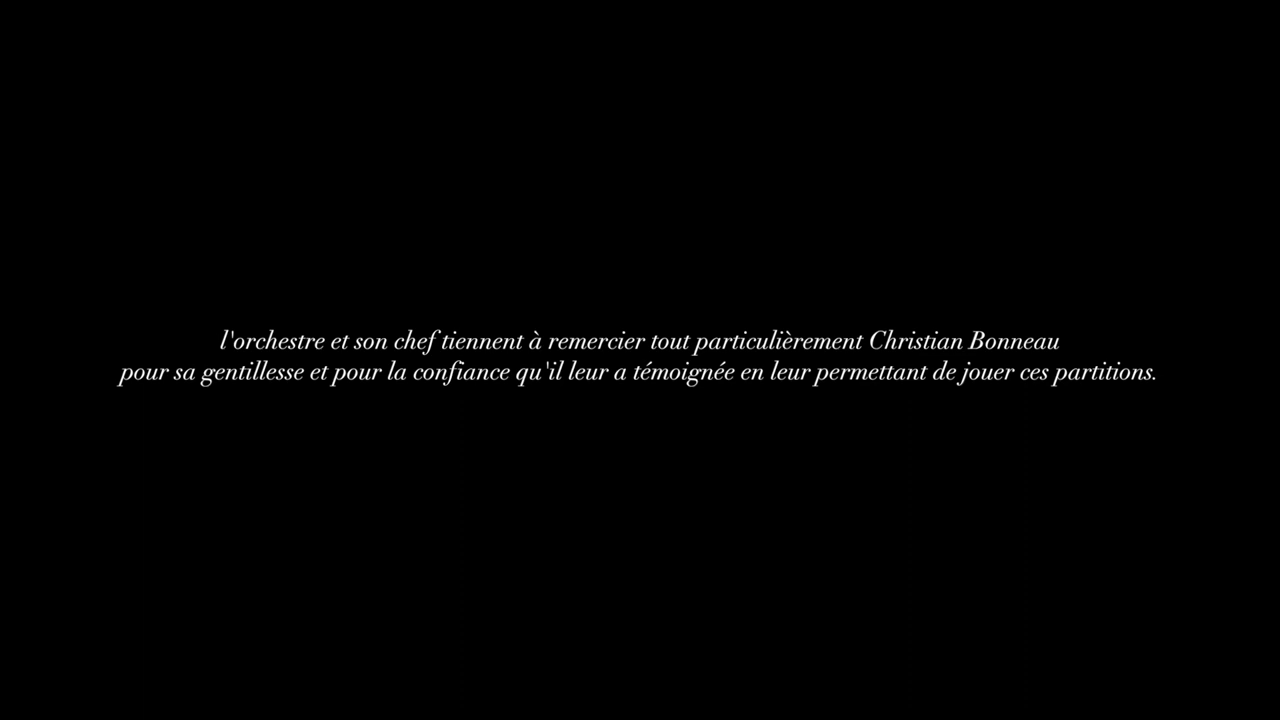 l'orchestre et son chef tiennent à remercier tout particulièrement Christian Bonneau
pour sa gentillesse et pour la confiance qu'il leur a témoignée en leur permettant de jouer ces partitions.